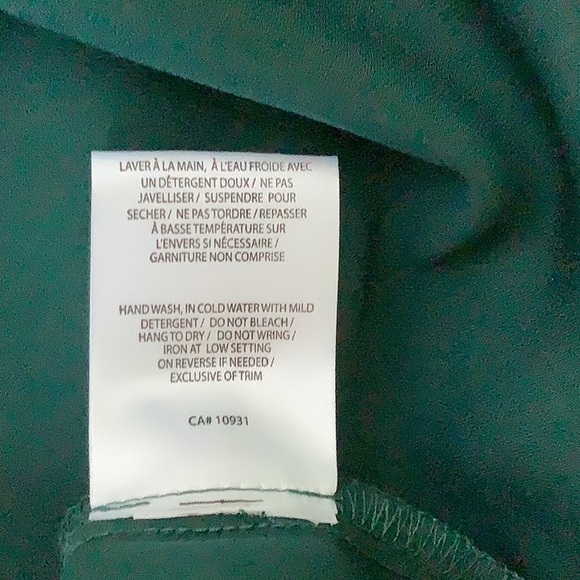 LAVER À LA MAIN, À L'EAU FROIDE AVEC
UN DÉTERGENT DOUX / NE PAS
JAVELLISER / SUSPENDRE POUR
SECHER / NE PAS TORDRE / REPASSER
À BASSE TEMPÉRATURE SUR
L'ENVERS SI NÉCESSAIRE /
GARNITURE NON COMPRISE
HAND WASH, IN COLD WATER WITH MILD
DETERGENT / DO NOT BLEACH /
HANG TO DRY / DO NOT WRING /
IRON AT LOW SETTING
ON REVERSE IF NEEDED /
EXCLUSIVE OF TRIM
CA# 10931